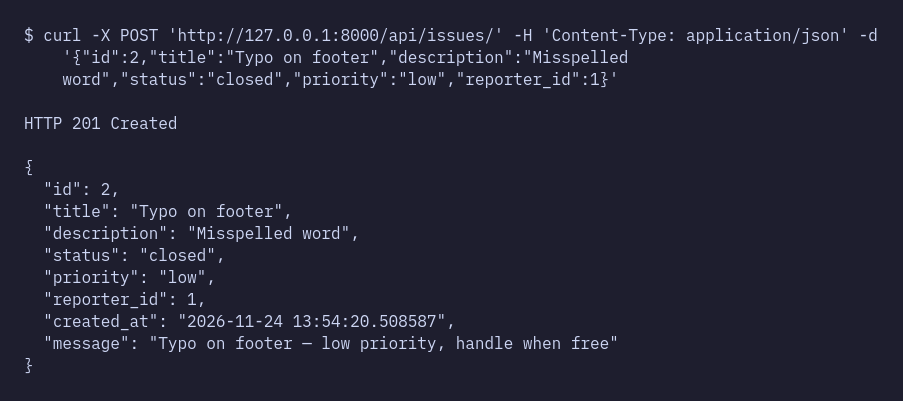 $ curl -X POST 'http://127.0.0.1:8000/api/issues/' -H 'Content-Type: application/json' -d
'{"id":2,"title":"Typo on footer","description":"Misspelled
word","status":"closed","priority":"low","reporter_id":1}'
HTTP 201 Created
{
"id": 2,
"title": "Typo on footer",
"description": "Misspelled word",
"status": "closed",
"priority": "low",
"reporter_id": 1,
"created_at": "2026-11-24 13:54:20.508587",
"message": "Typo on footer — low priority, handle when free"
}